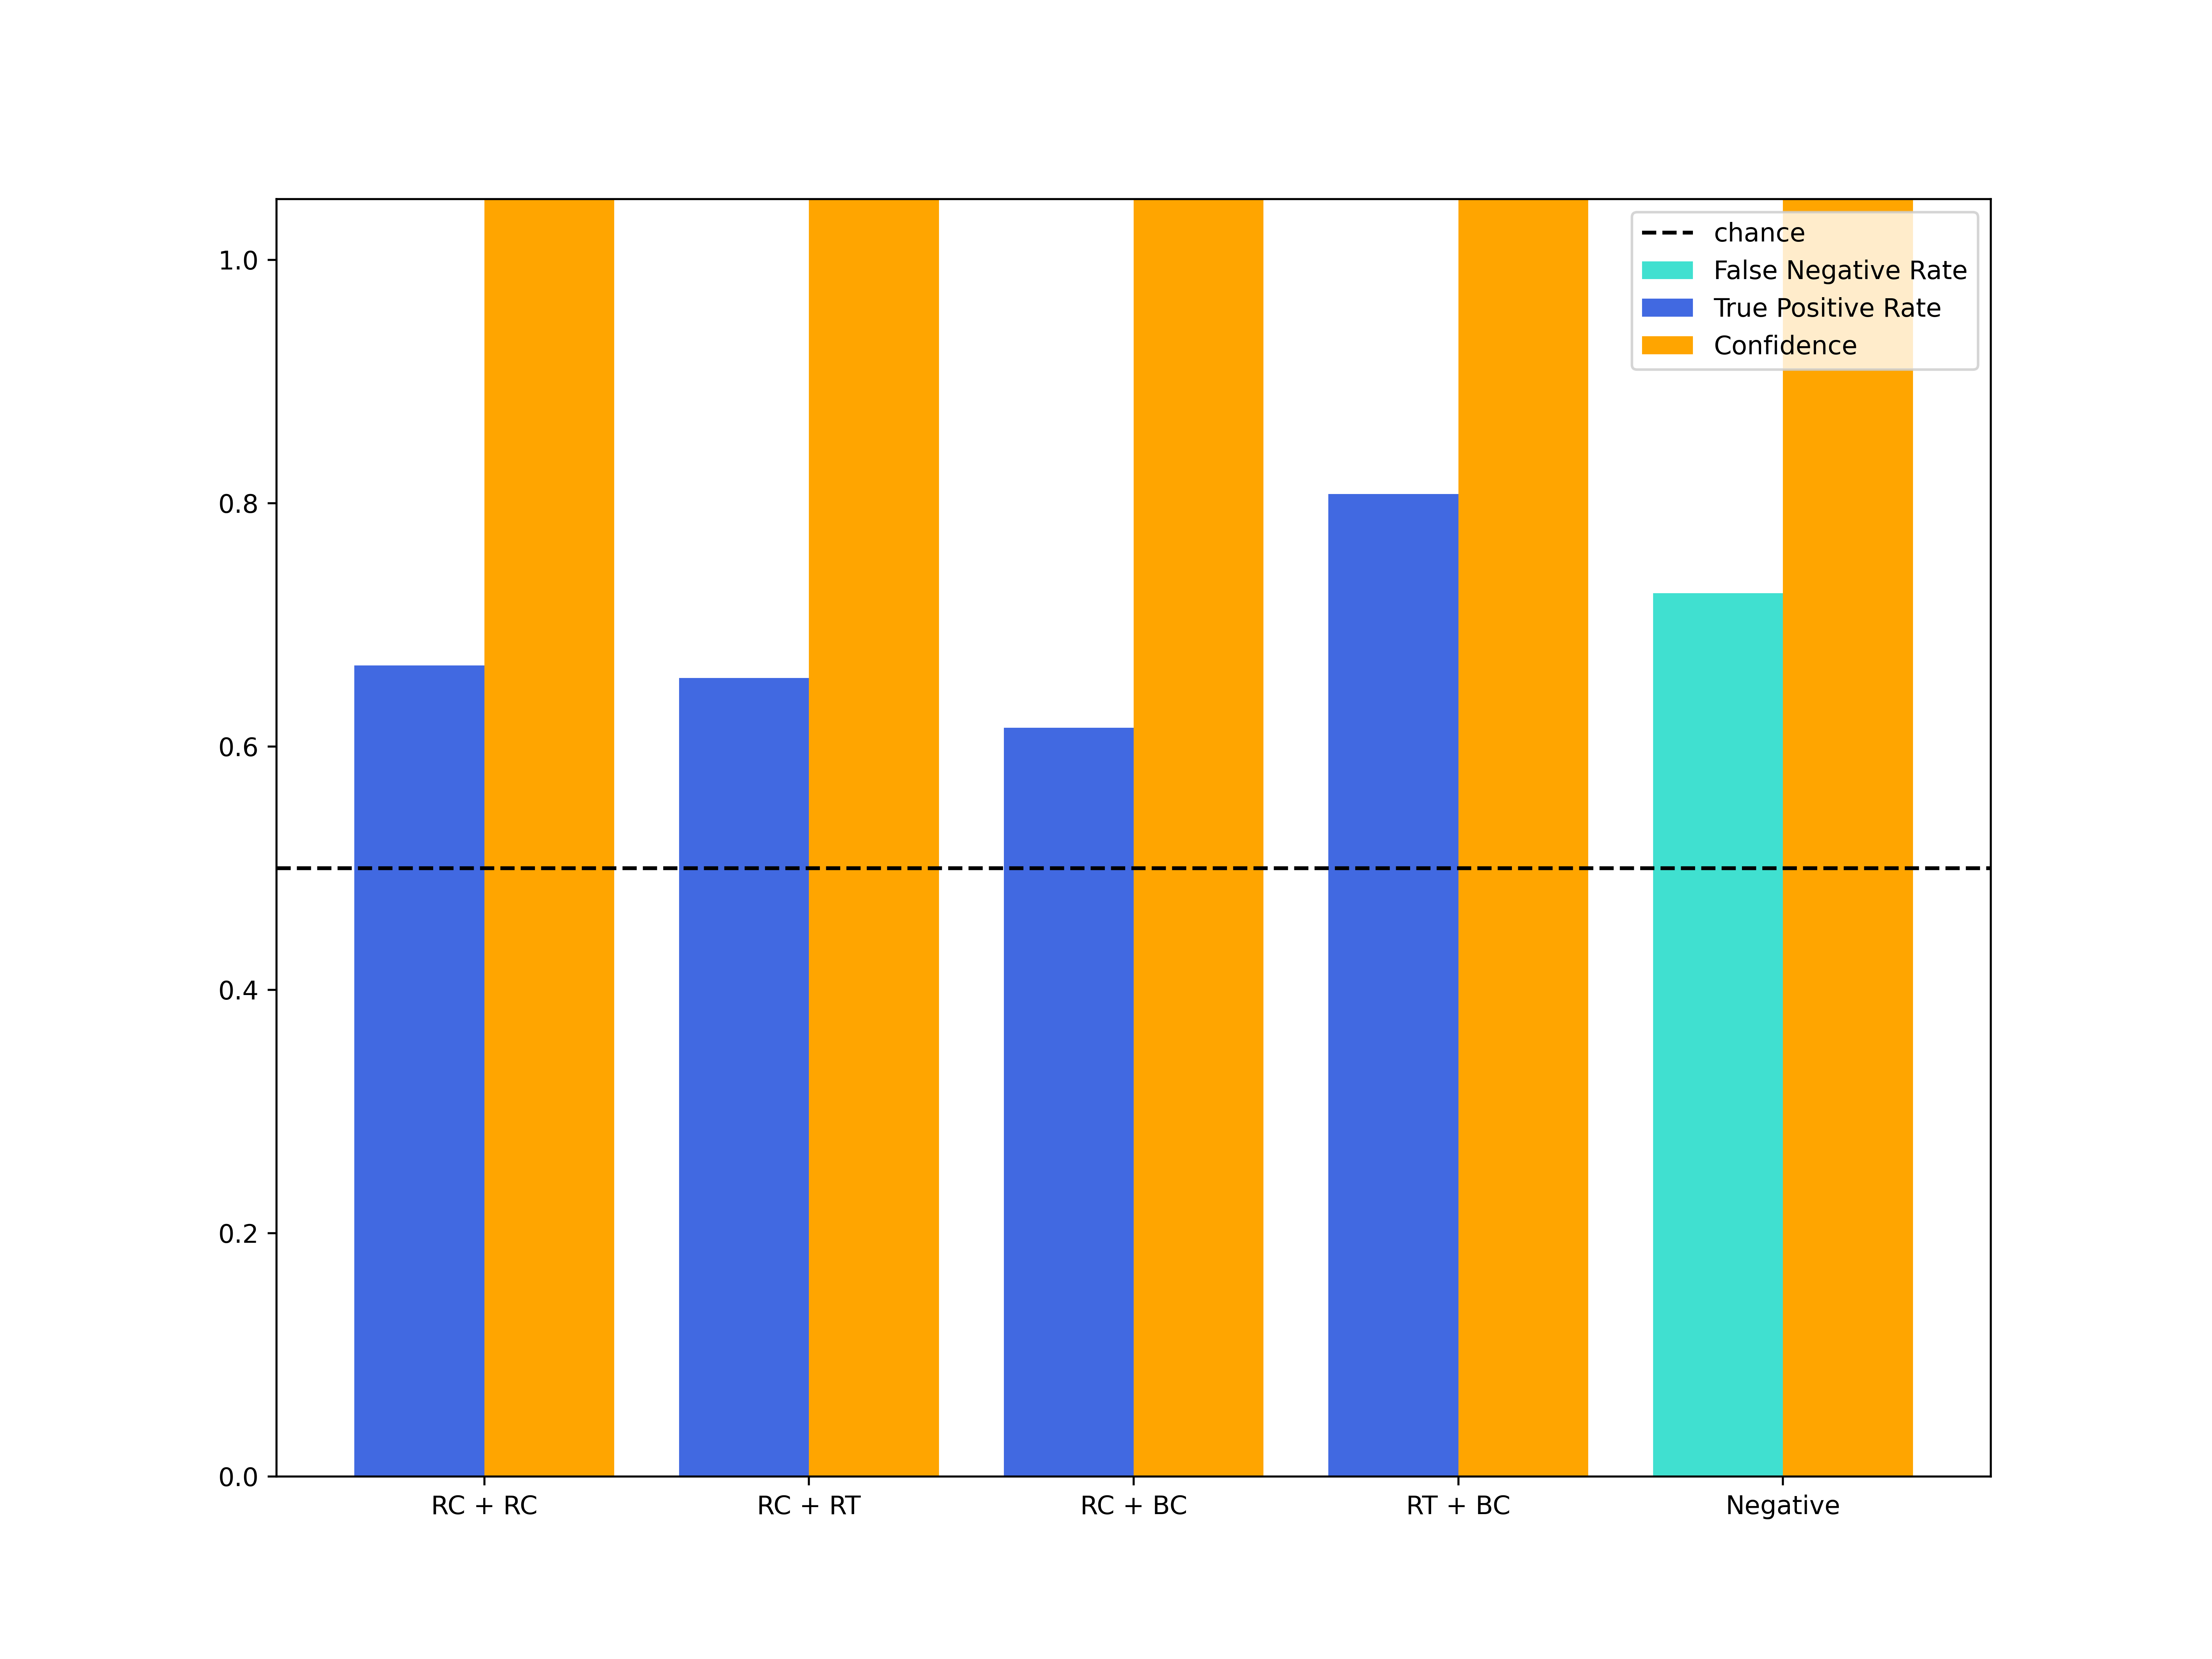 chance
False Negative Rate
True Positive Rate
Confidence
1.0
0.8
0.6
0.4
0.2
0.0
RC + RC
RC + RT
RC + BC
RT + BC
Negative